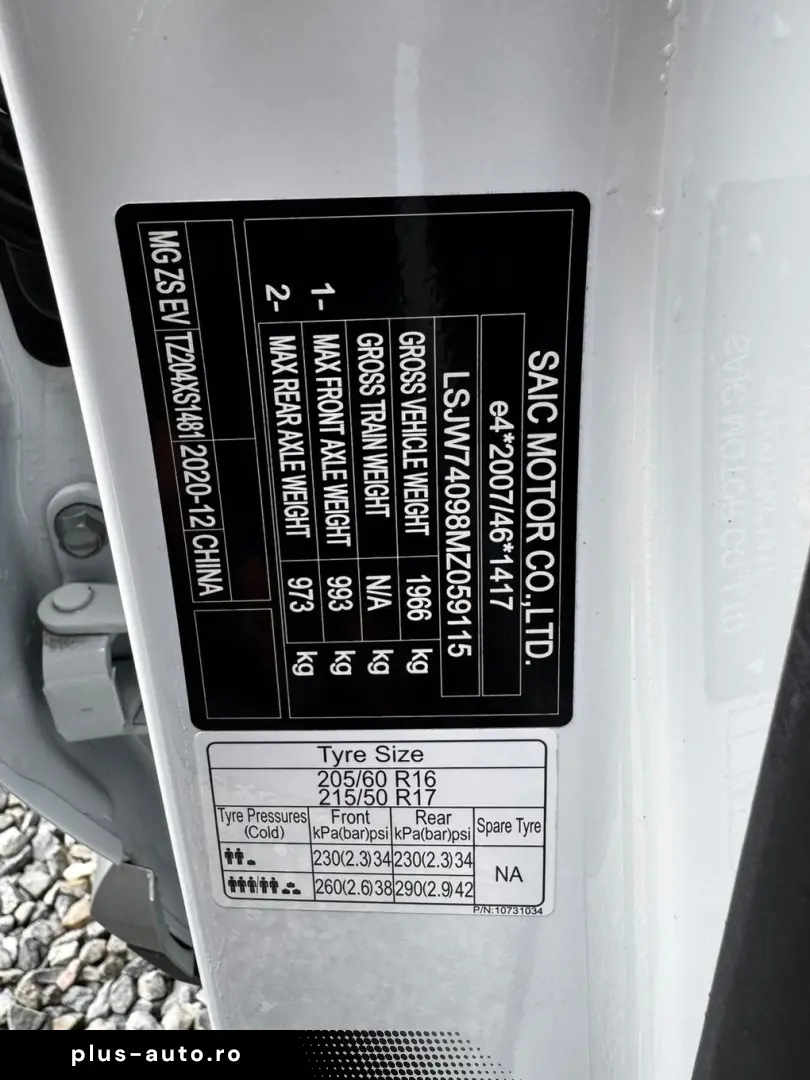 SAIC MOTOR CO.,LTD.
e4*2007/46*1417
LSJW74098MZ059115
GROSS VEHICLE WEIGHT 1966 kg
GROSS TRAIN WEIGHT N/A kg
1- MAX FRONT AXLE WEIGHT 993 kg
2- MAX REAR AXLE WEIGHT 973 kg
MG ZS EV TZ204XS1481 2020-12 CHINA
Tyre Size
205/60 R16
215/50 R17
Tyre Pressures (Cold) Front kPa(bar)psi Rear kPa(bar)psi Spare Tyre
230(2.3)34 230(2.3)34 NA
260(2.6)38 290(2.9)42
P/N:10731034
plus-auto.ro